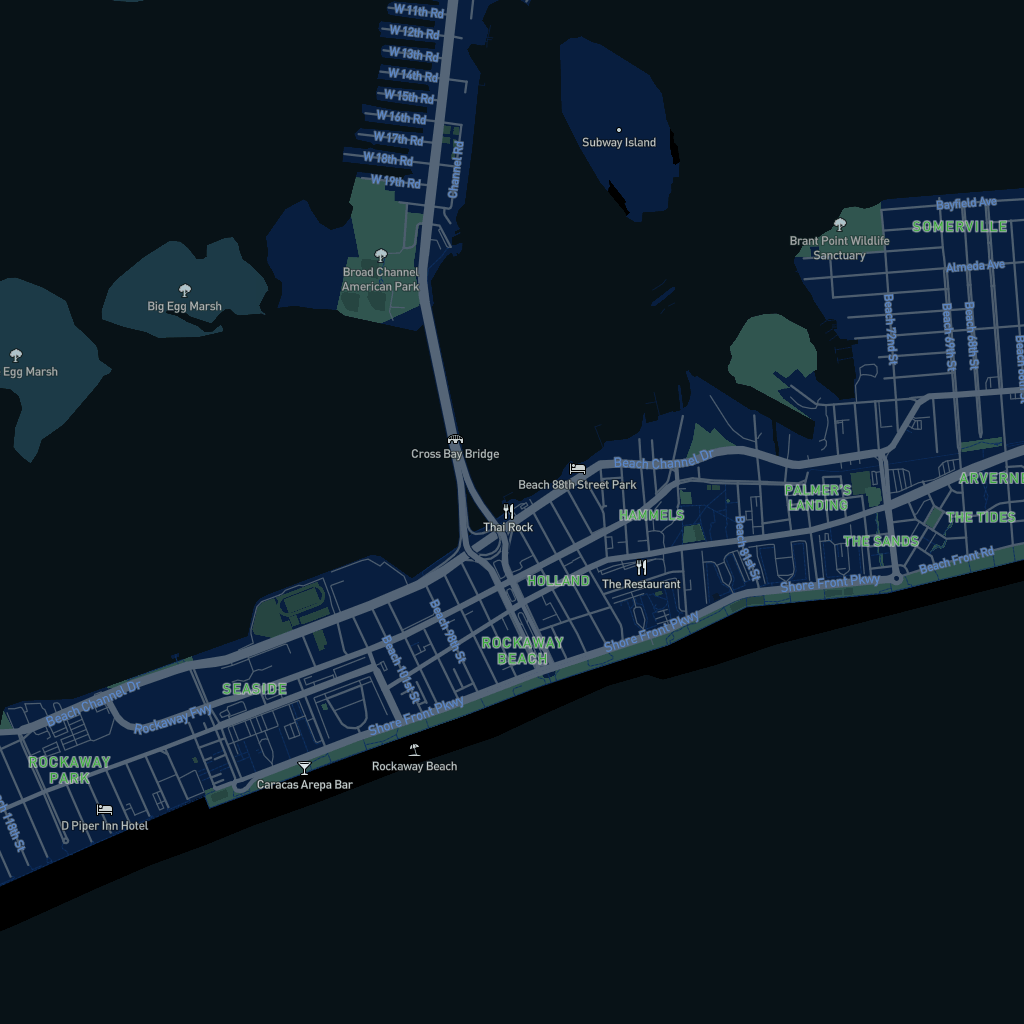 W 11th Rd
W 12th Rd
W 13th Rd
W 14th Rd
W 15th Rd
W 16th Rd
W 17th Rd
W 18th Rd
W 19th Rd
Channel Rd
Subway Island
Bayfield Ave
SOMERVILLE
Brant Point Wildlife
Sanctuary
Almeda Ave
Broad Channel
American Park
Big Egg Marsh
Egg Marsh
Beach 72nd St
Beach 69th St
Beach 68th St
Cross Bay Bridge
Beach Channel Dr
Beach 88th Street Park
ARVERNE
PALMER'S
LANDING
HAMMELS
THE TIDES
Thai Rock
Beach 81st St
THE SANDS
Beach Front Rd
HOLLAND
The Restaurant
Shore Front Pkwy
Beach 98th St
Shore Front Pkwy
ROCKAWAY
BEACH
Beach 101st St
SEASIDE
Beach Channel Dr
Rockaway Fwy
Shore Front Pkwy
ROCKAWAY
PARK
Rockaway Beach
Caracas Arepa Bar
D Piper Inn Hotel
118th St